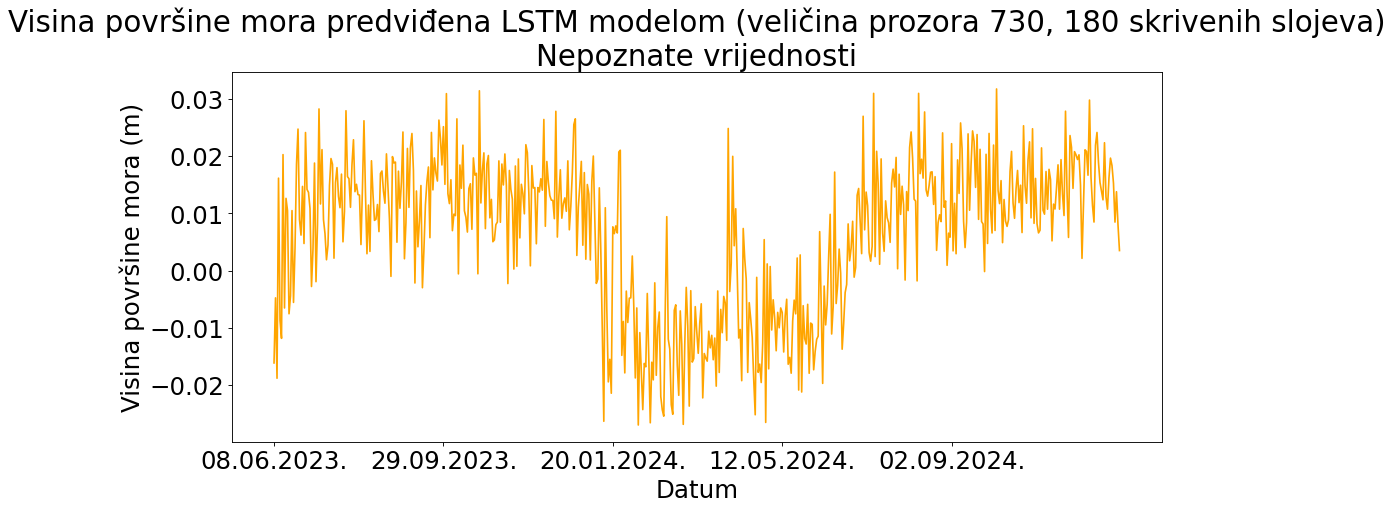 Visina površine mora predviđena LSTM modelom (veličina prozora 730, 180 skrivenih slojeva)
Nepoznate vrijednosti
Visina površine mora (m)
0.03
0.02
0.01
0.00
−0.01
−0.02
08.06.2023. 29.09.2023. 20.01.2024. 12.05.2024. 02.09.2024.
Datum